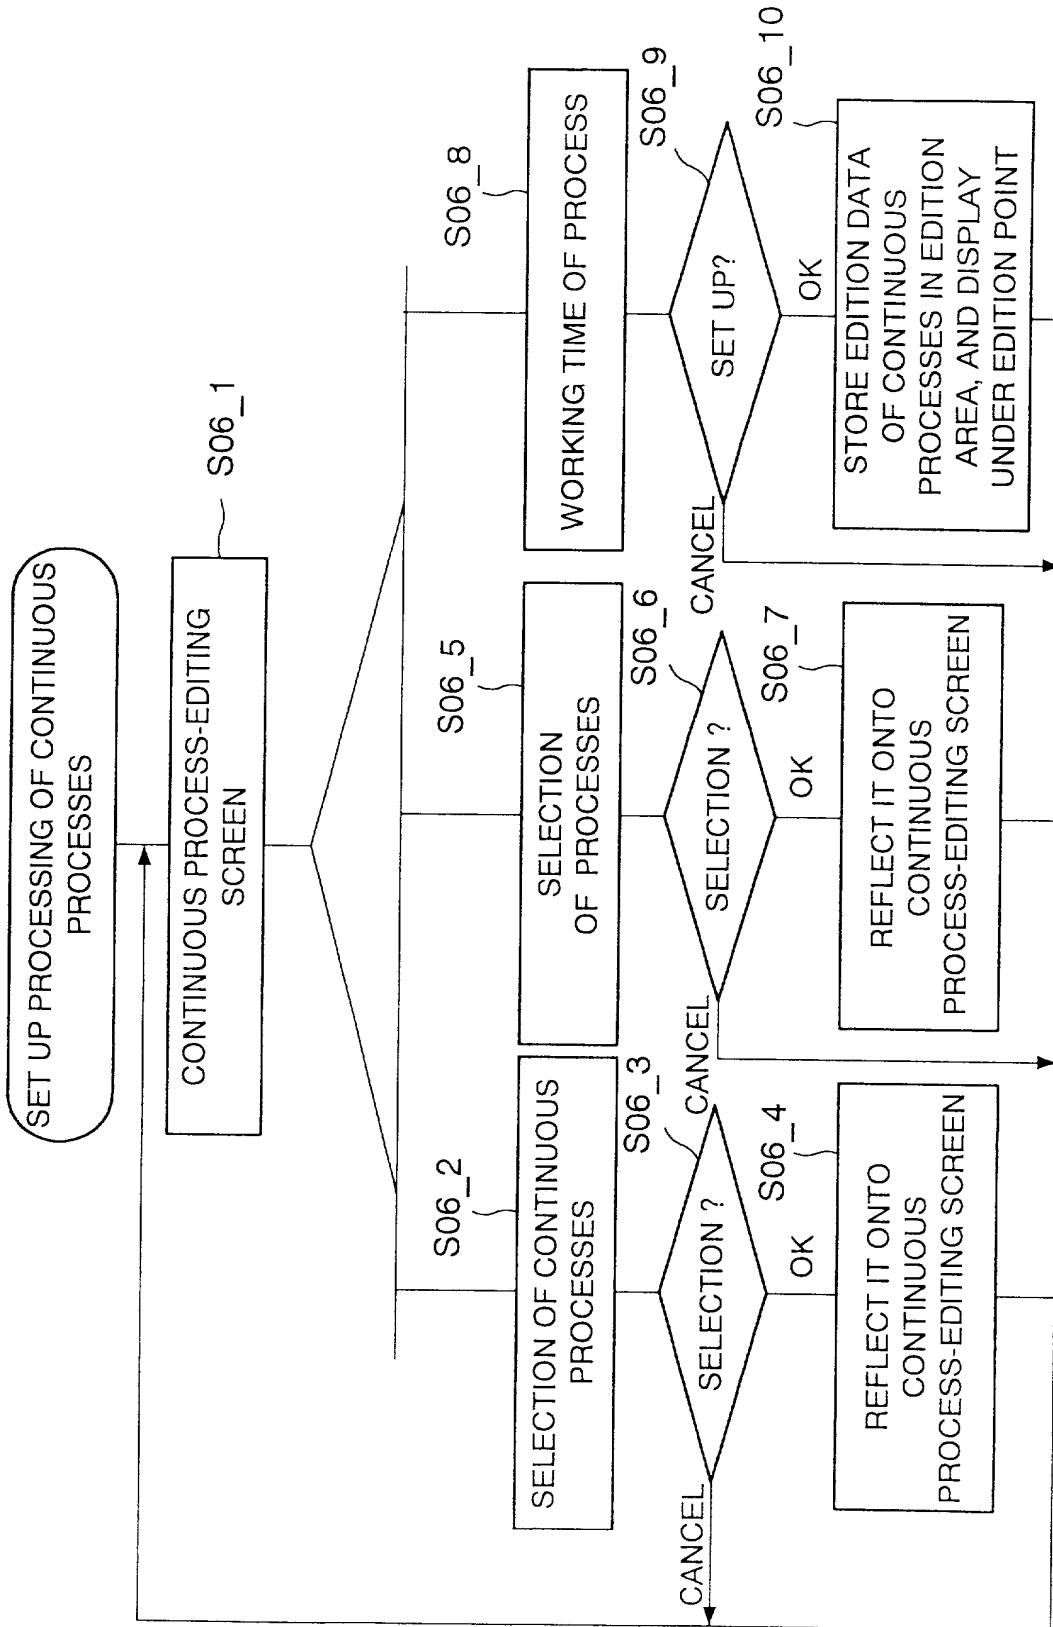 SET UP PROCESSING OF CONTINUOUS
PROCESSES
CONTINUOUS PROCESS-EDITING
SCREEN
S06_1
S06_2
SELECTION OF CONTINUOUS
PROCESSES
S06_3
SELECTION ?
CANCEL
OK
S06_4
REFLECT IT ONTO
CONTINUOUS
PROCESS-EDITING SCREEN
S06_5
SELECTION
OF PROCESSES
S06_6
SELECTION ?
CANCEL
OK
S06_7
REFLECT IT ONTO
CONTINUOUS
PROCESS-EDITING SCREEN
S06_8
WORKING TIME OF PROCESS
S06_9
SET UP?
CANCEL
OK
S06_10
STORE EDITION DATA
OF CONTINUOUS
PROCESSES IN EDITION
AREA, AND DISPLAY
UNDER EDITION POINT